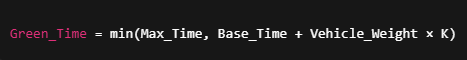 Green_Time = min(Max_Time, Base_Time + Vehicle_Weight × K)